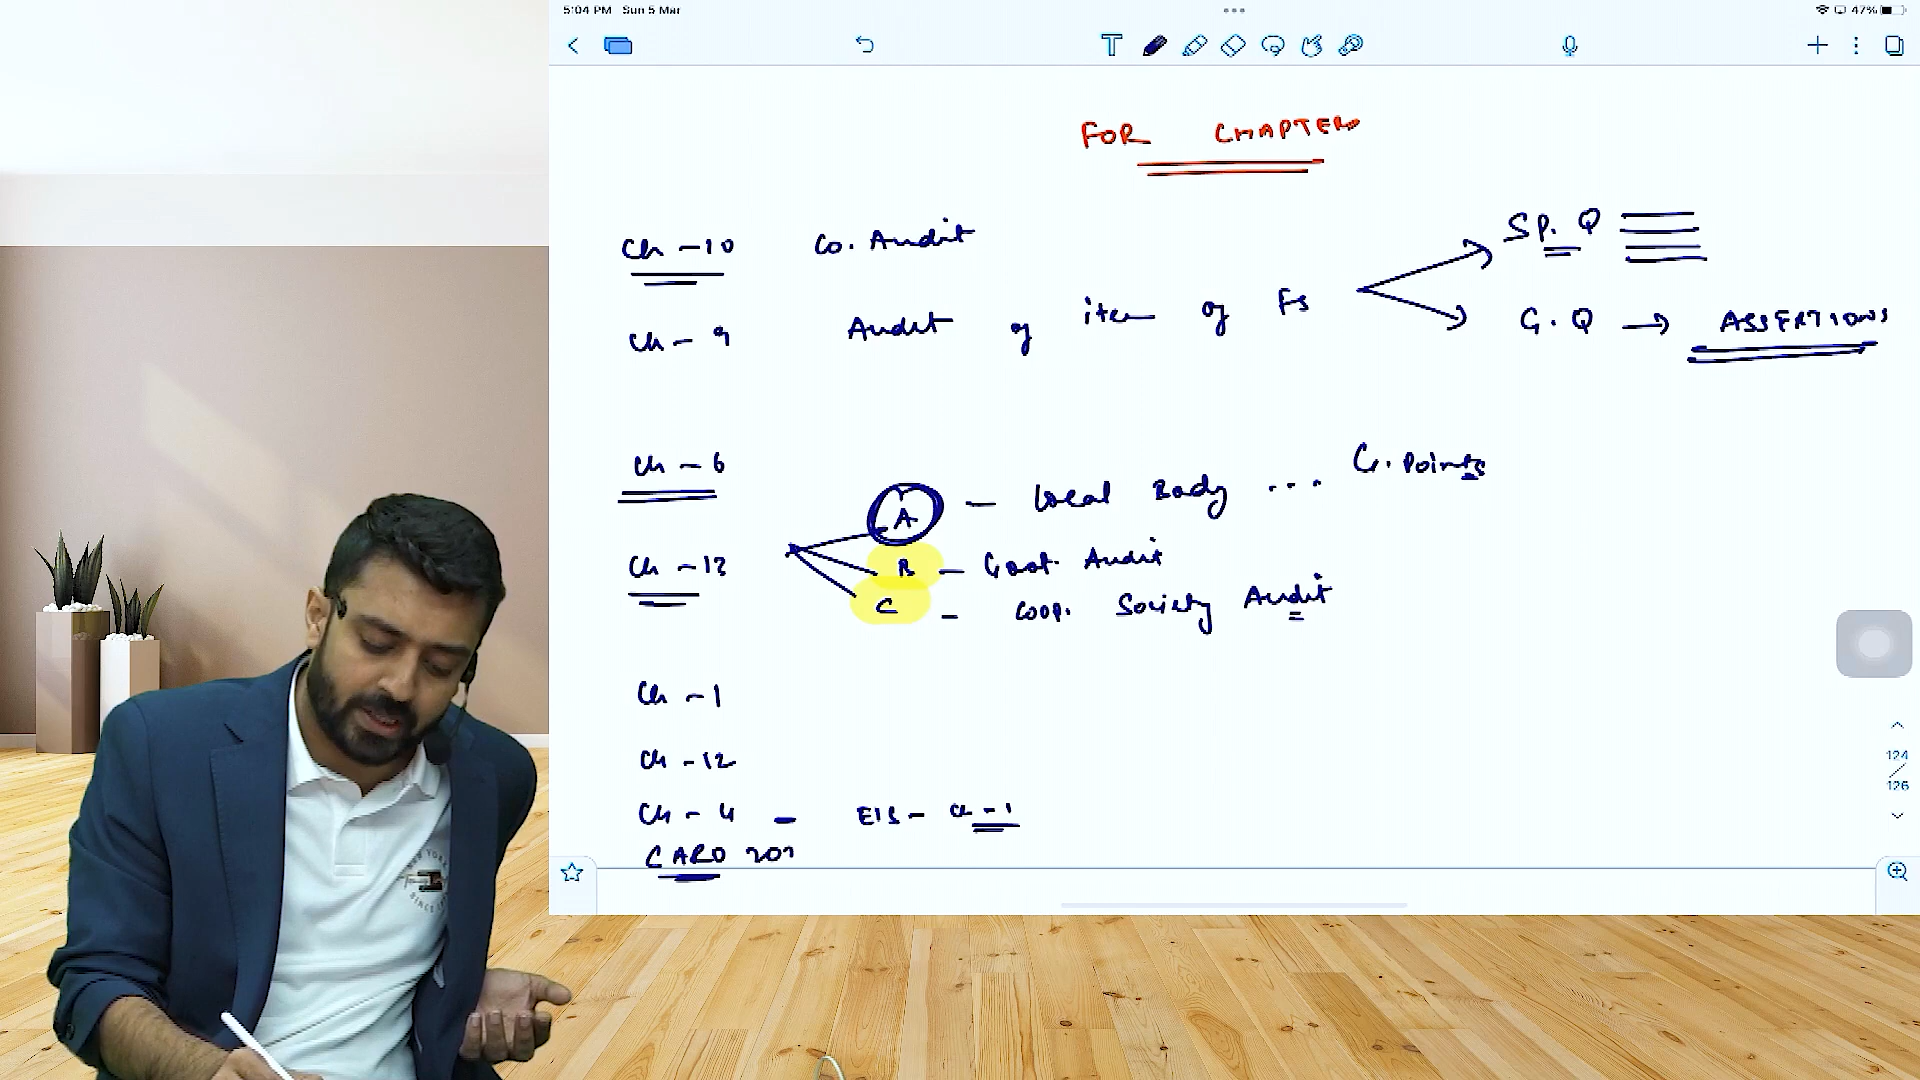 5:04 PM Sun 5 Mar
47%
FOR CHAPTER
Ch - 10 Co. Audit
Sp. Q
Ch - 9 Audit of item of FS
G. Q → ASSERTIONS
Ch - 6
A - Local Body ... G. Points
Ch - 13
B - Govt. Audit
C - Coop. Society Audit
Ch - 1
Ch - 12
Ch - 4 - EIS - Ch - 1
CARO 202
124
126